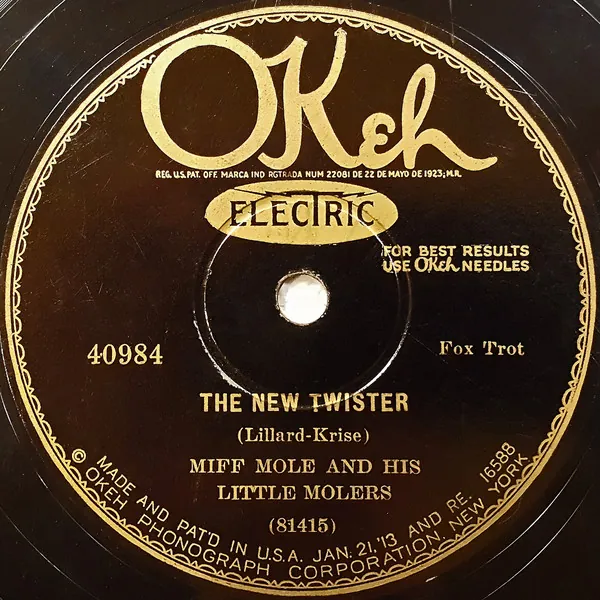 OKeh
REG. U.S. PAT. OFF. MARCA IND RGTRADA NUM 22081 DE 22 DE MAYO DE 1923; M.R.
ELECTRIC
FOR BEST RESULTS
USE OKeh NEEDLES
40984
Fox Trot
THE NEW TWISTER
(Lillard-Krise)
MIFF MOLE AND HIS
LITTLE MOLERS
(81415)
MADE AND PAT'D IN U.S.A. JAN. 21, '13 AND RE. 16588
© OKEH PHONOGRAPH CORPORATION, NEW YORK